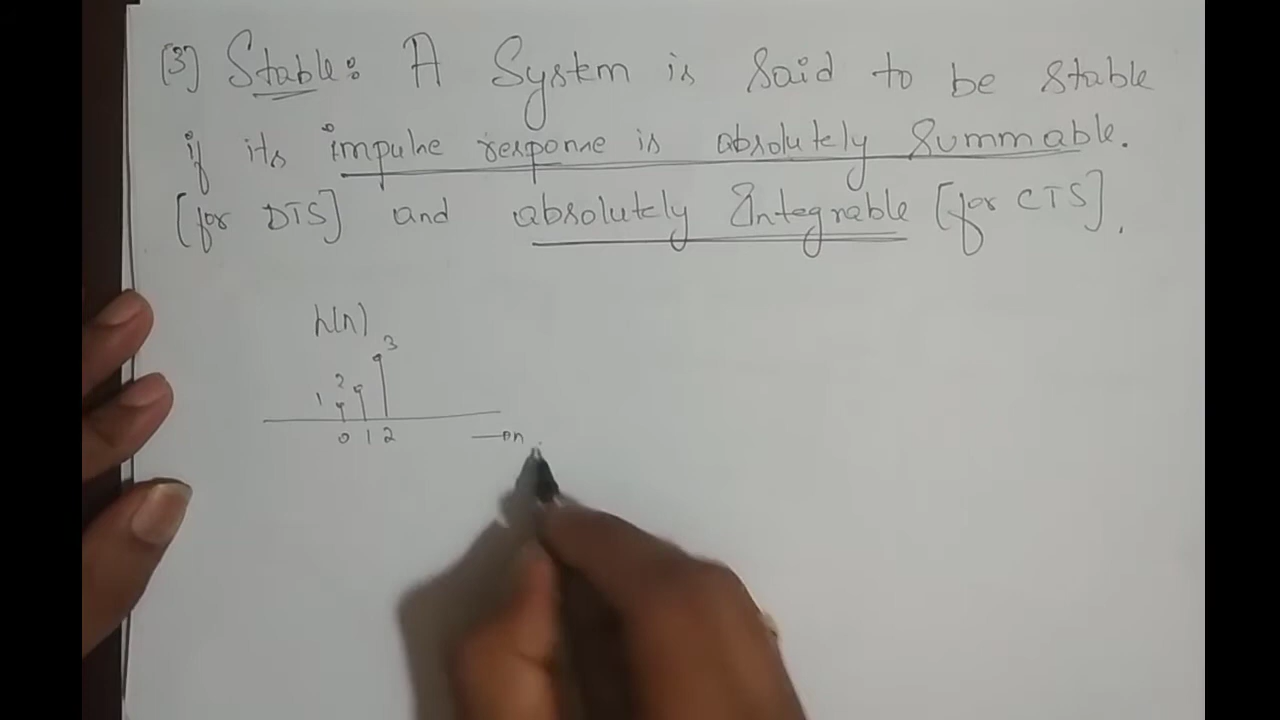 (3) Stable: A System is said to be stable
if its impulse response is absolutely summable.
[for DTS] and absolutely Integrable [for CTS].
h(n)
3
2
1
0 1 2
n